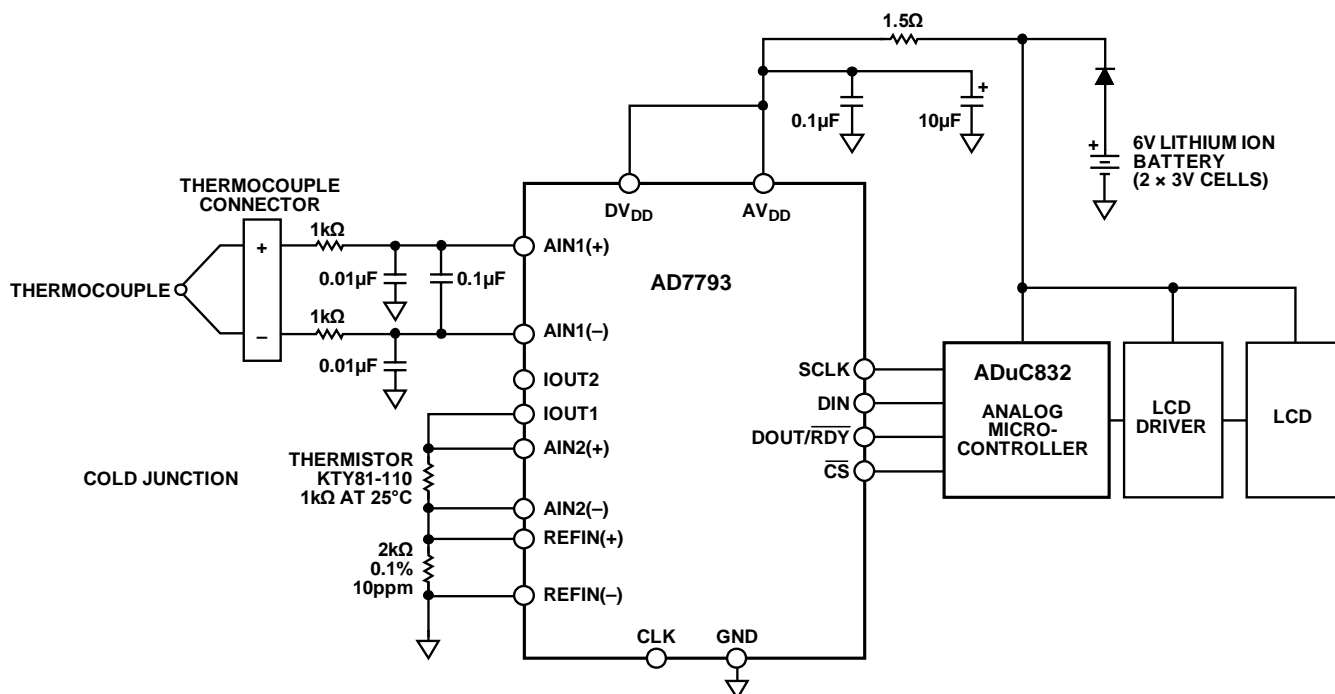 1.5Ω
0.1µF
10µF
+
+
6V LITHIUM ION
BATTERY
(2 × 3V CELLS)
THERMOCOUPLE
CONNECTOR
DV_DD
AV_DD
1kΩ
+
AIN1(+)
0.01µF
0.1µF
AD7793
THERMOCOUPLE
1kΩ
–
AIN1(–)
0.01µF
IOUT2
IOUT1
AIN2(+)
THERMISTOR
KTY81-110
1kΩ AT 25°C
COLD JUNCTION
AIN2(–)
REFIN(+)
2kΩ
0.1%
10ppm
REFIN(–)
CLK
GND
SCLK
DIN
DOUT/RDY
CS
ADuC832
ANALOG
MICRO-
CONTROLLER
LCD
DRIVER
LCD